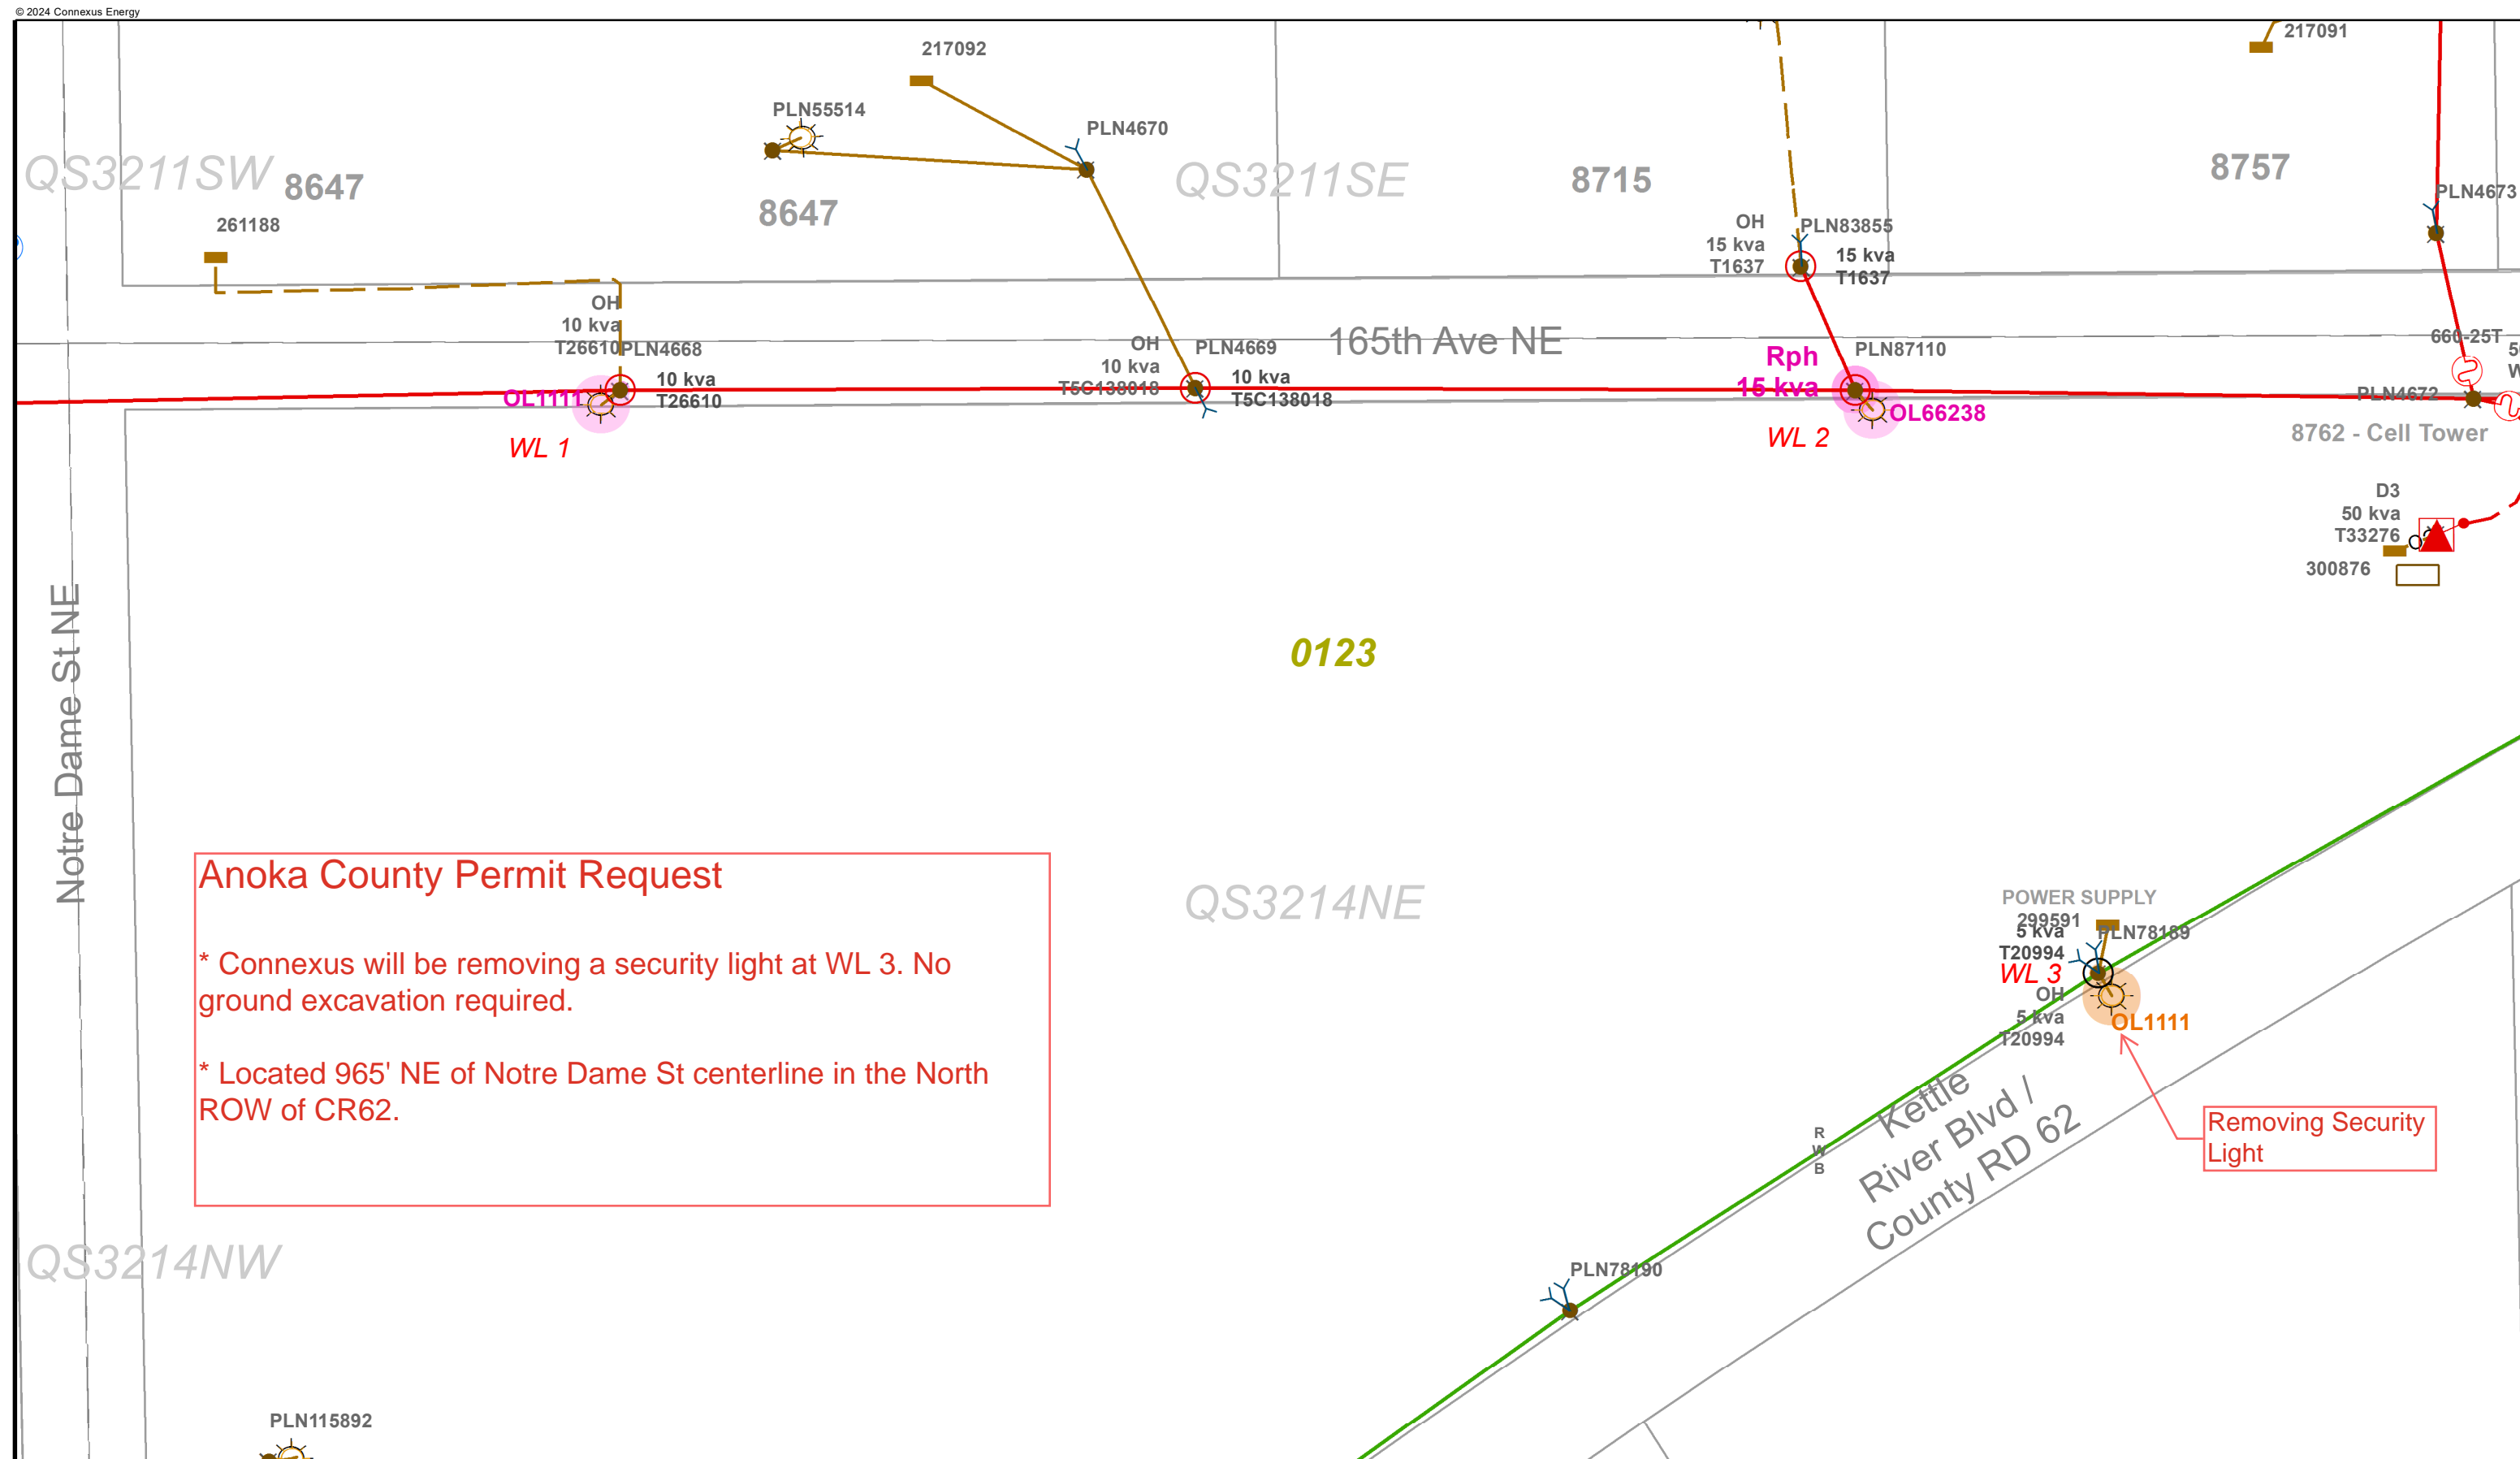 © 2024 Connexus Energy
217092
217091
PLN55514
PLN4670
QS3211SW
8647
8647
QS3211SE
8715
8757
PLN4673
261188
OH
15 kva
T1637
PLN83855
15 kva
T1637
OH
10 kva
T26610
PLN4668
10 kva
T26610
OL1111
WL 1
OH
10 kva
T5C138018
PLN4669
10 kva
T5C138018
165th Ave NE
Rph
15 kva
PLN87110
OL66238
WL 2
660-25T
PLN4672
8762 - Cell Tower
D3
50 kva
T33276
300876
Notre Dame St NE
0123
Anoka County Permit Request
* Connexus will be removing a security light at WL 3. No
ground excavation required.
* Located 965' NE of Notre Dame St centerline in the North
ROW of CR62.
QS3214NE
POWER SUPPLY
299591
5 kva
T20994
PLN78189
WL 3
OH
5 kva
T20994
OL1111
Kettle
River Blvd /
County RD 62
R
W
B
Removing Security
Light
QS3214NW
PLN78190
PLN115892